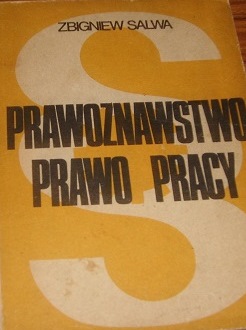 ZBIGNIEW SALWA
PRAWOZNAWSTWO
PRAWO PRACY
§